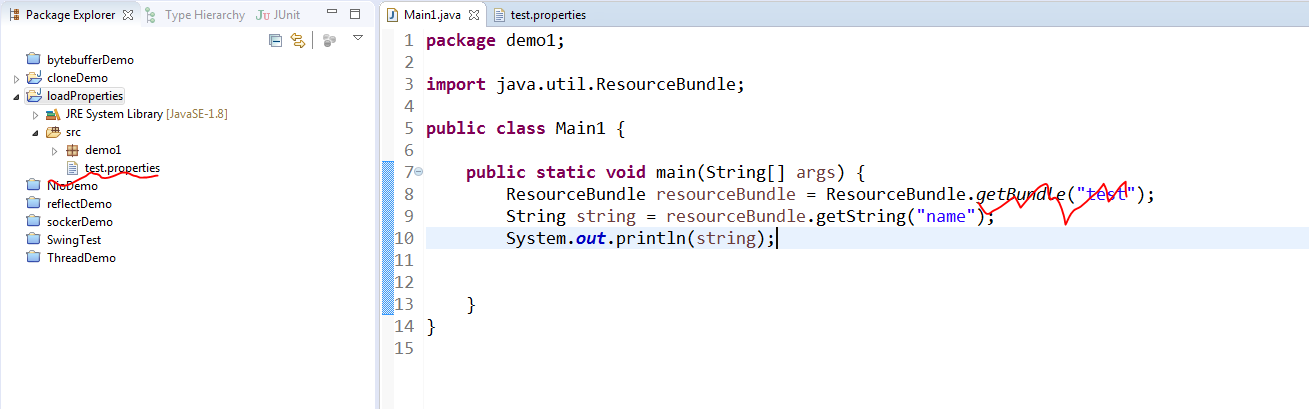 Package Explorer Type Hierarchy JUnit
bytebufferDemo
cloneDemo
loadProperties
JRE System Library [JavaSE-1.8]
src
demo1
test.properties
NioDemo
reflectDemo
sockerDemo
SwingTest
ThreadDemo
Main1.java test.properties
1 package demo1;
2
3 import java.util.ResourceBundle;
4
5 public class Main1 {
6
7 public static void main(String[] args) {
8 ResourceBundle resourceBundle = ResourceBundle.getBundle("test");
9 String string = resourceBundle.getString("name");
10 System.out.println(string);
11
12
13 }
14 }
15